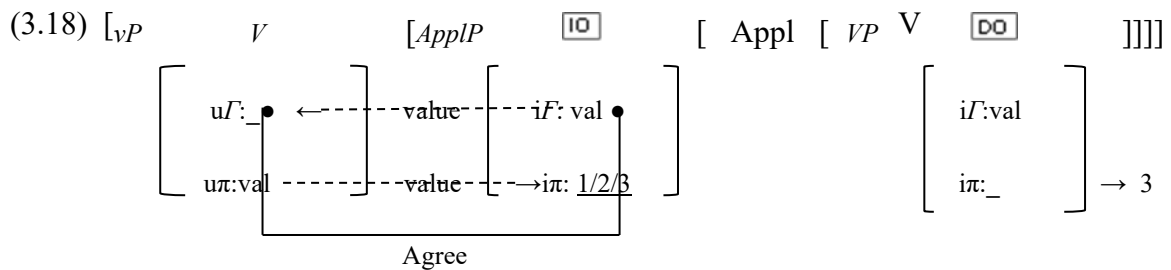 (3.18) [vP V [ApplP IO [ Appl [ VP V DO ]]]]
uΓ:_ ← value iF: val iΓ:val
uπ:val value →iπ: 1/2/3 iπ:_ → 3
Agree